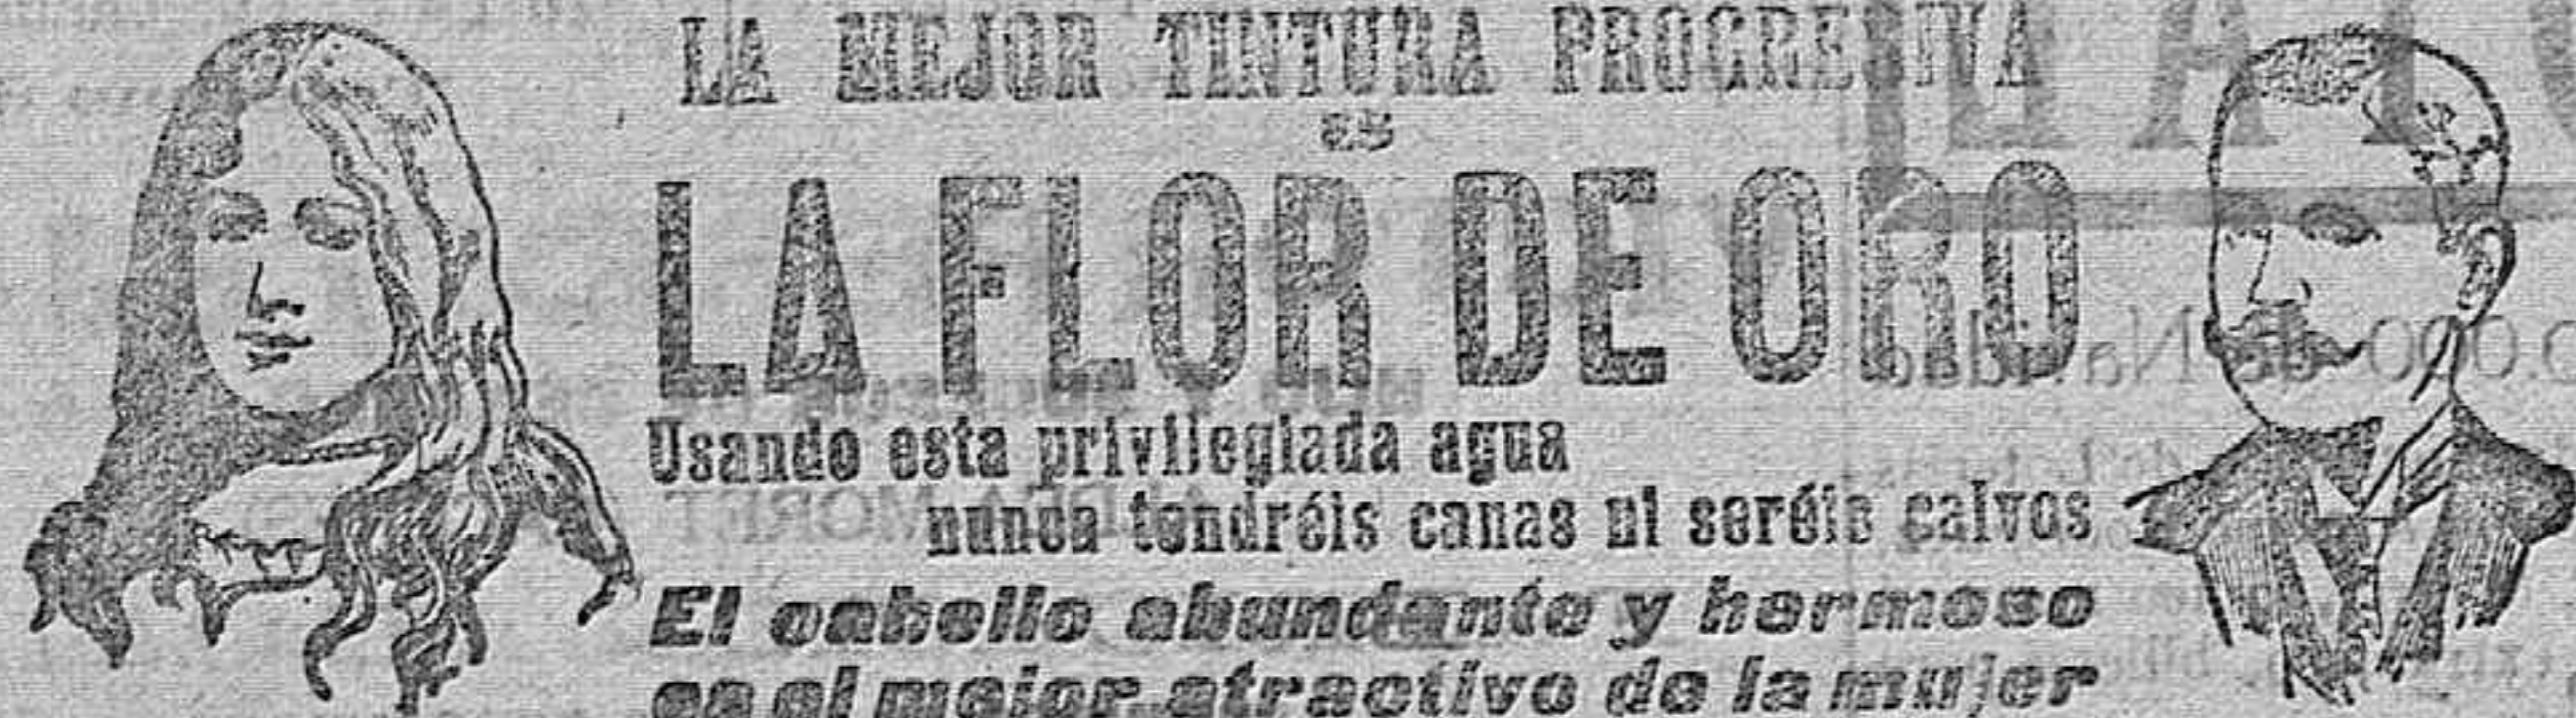 LA MEJOR TINTURA PROGRESIVA
es
LA FLOR DE ORO
Usando esta privilegiada agua
nunca tendréis canas ni seréis calvos
El cabello abundante y hermoso
es el mejor atractivo de la mujer